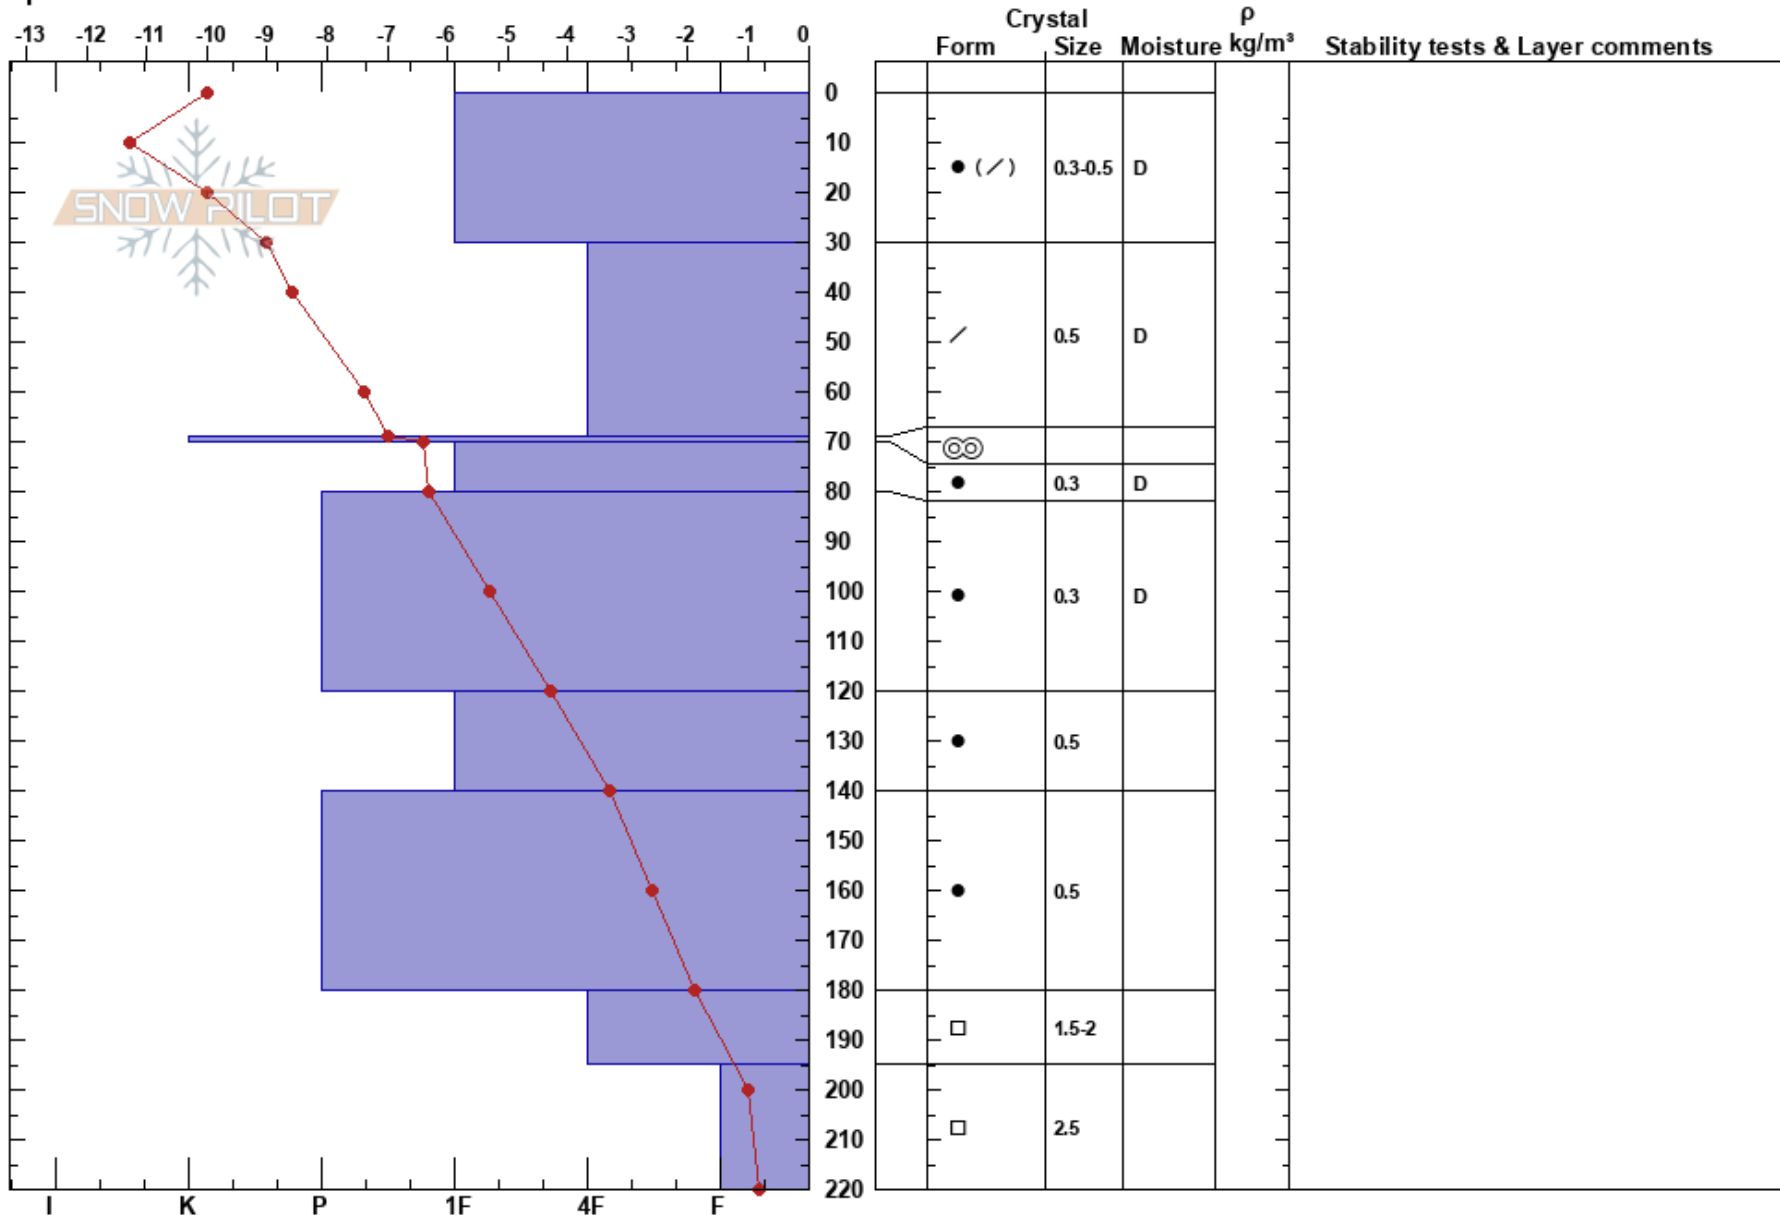 Crystal ρ
-13 -12 -11 -10 -9 -8 -7 -6 -5 -4 -3 -2 -1 0 Form Size Moisture kg/m³ Stability tests & Layer comments
0
10
● (∕) 0.3-0.5 D
20
SNOW PILOT
30
40
50 ∕ 0.5 D
60
70
80 ● 0.3 D
90
100 ● 0.3 D
110
120
130 ● 0.5
140
150
160 ● 0.5
170
180
□ 1.5-2
190
200
□ 2.5
210
220
I K P 1F 4F F